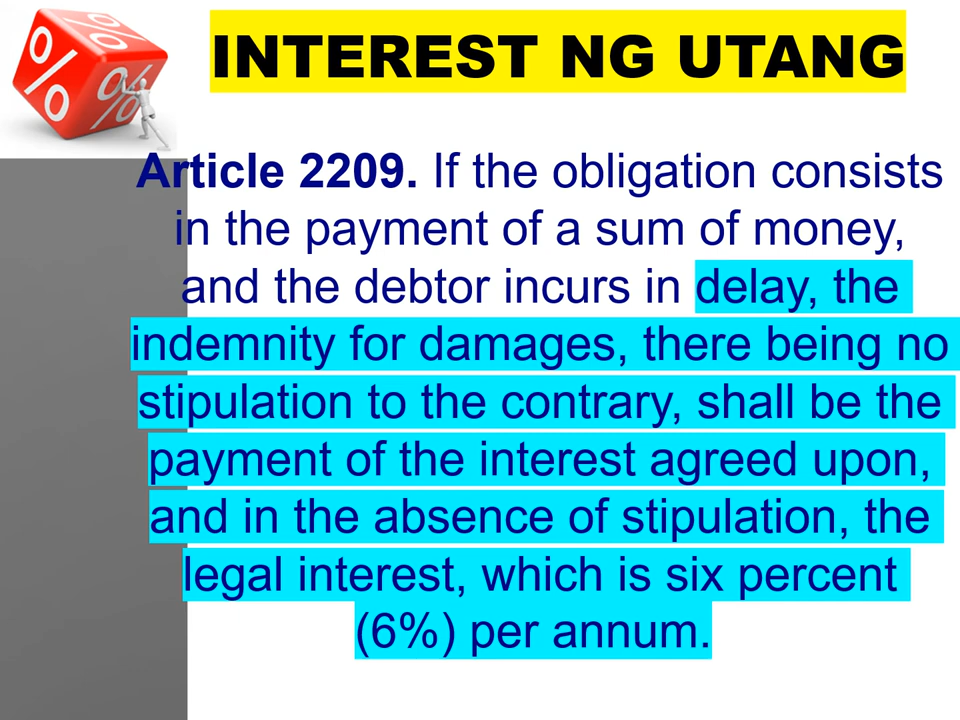 %
%
%
INTEREST NG UTANG
Article 2209. If the obligation consists
in the payment of a sum of money,
and the debtor incurs in delay, the
indemnity for damages, there being no
stipulation to the contrary, shall be the
payment of the interest agreed upon,
and in the absence of stipulation, the
legal interest, which is six percent
(6%) per annum.